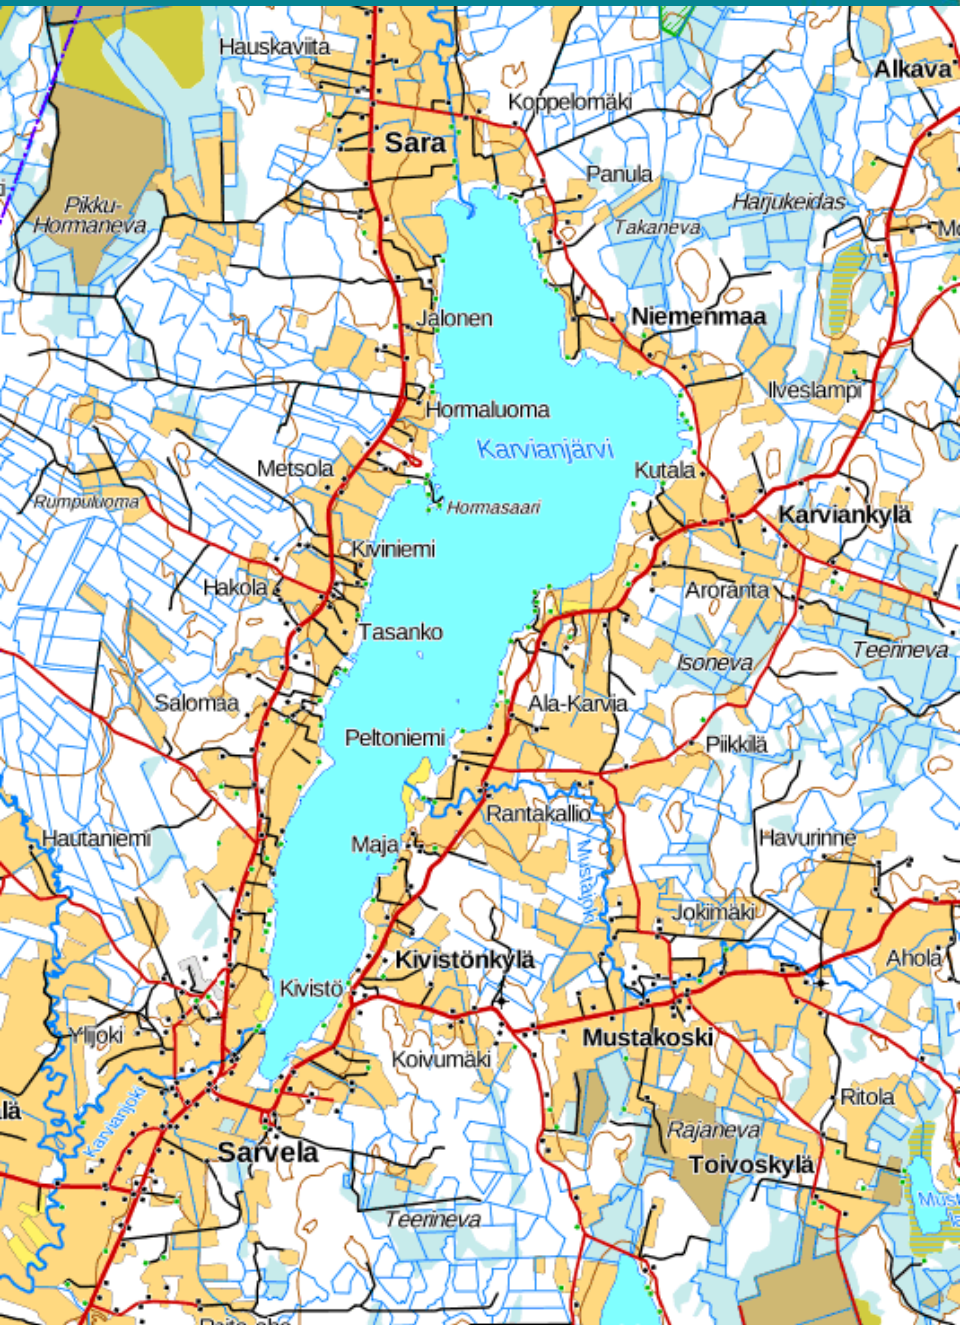 Hauskaviita
Alkava
Koppelomäki
Sara
Panula
Pikku-
Hormaneva
Harjukeidas
Takaneva
Jalonen
Niemenmaa
Ilveslampi
Hormaluoma
Karvianjärvi
Metsola
Kutala
Rumpuluoma
Hormasaari
Karviankylä
Kiviniemi
Hakola
Aroranta
Tasanko
Isoneva
Teerineva
Salomaa
Ala-Karvia
Peltoniemi
Piikkilä
Rantakallio
Hautaniemi
Maja
Havurinne
Mustajoki
Jokimäki
Kivistönkylä
Ahola
Kivistö
Ylijoki
Mustakoski
Koivumäki
Ritola
Karvianjoki
Rajaneva
Sarvela
Toivoskylä
Teerineva